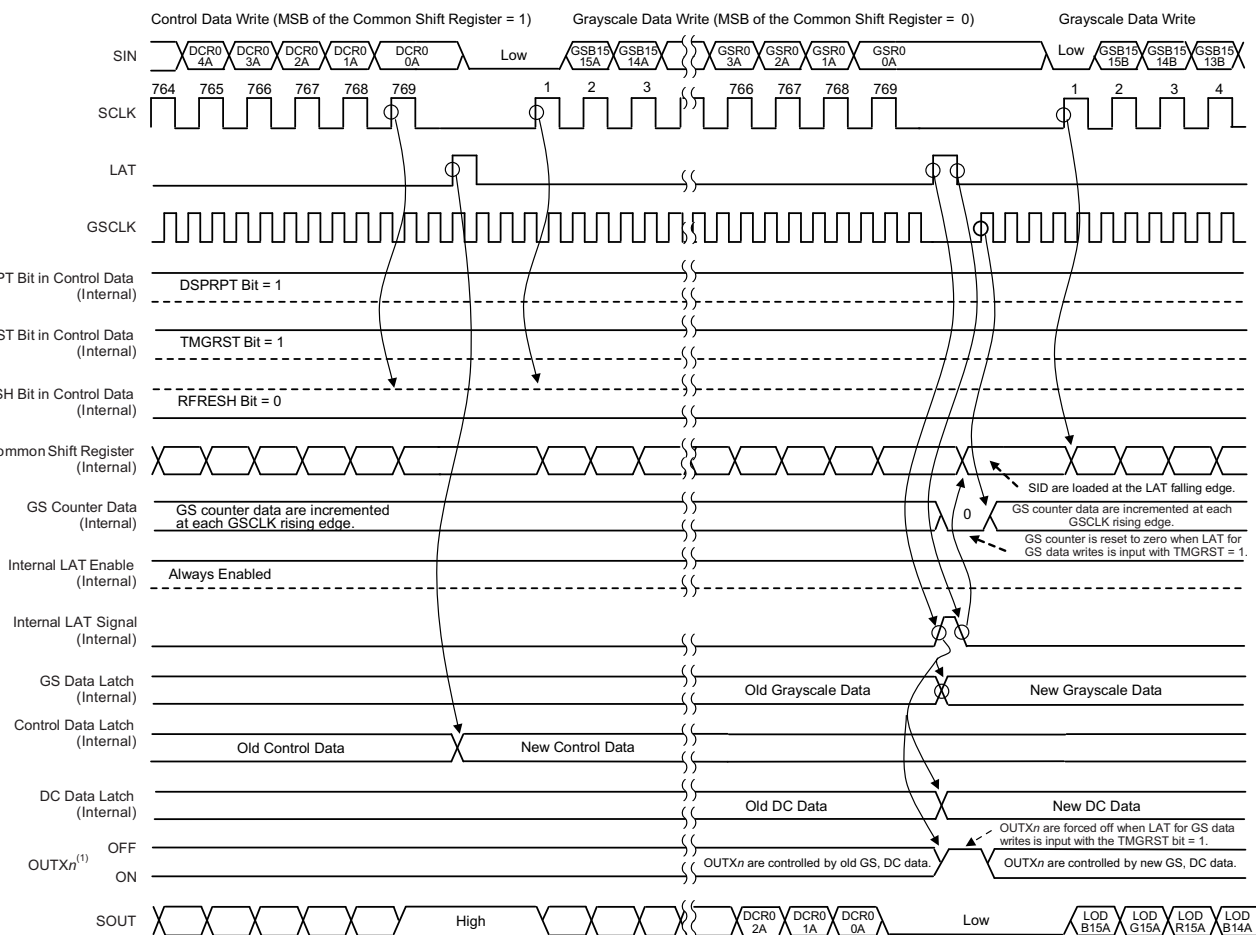 Control Data Write (MSB of the Common Shift Register = 1)
Grayscale Data Write (MSB of the Common Shift Register = 0)
Grayscale Data Write
SIN
DCR0 4A
DCR0 3A
DCR0 2A
DCR0 1A
DCR0 0A
Low
GSB15 15A
GSB15 14A
GSR0 3A
GSR0 2A
GSR0 1A
GSR0 0A
Low
GSB15 15B
GSB15 14B
GSB15 13B
SCLK
764
765
766
767
768
769
1
2
3
766
767
768
769
1
2
3
4
LAT
GSCLK
PT Bit in Control Data
(Internal)
DSPRPT Bit = 1
ST Bit in Control Data
(Internal)
TMGRST Bit = 1
SH Bit in Control Data
(Internal)
RFRESH Bit = 0
ommon Shift Register
(Internal)
SID are loaded at the LAT falling edge.
GS Counter Data
(Internal)
GS counter data are incremented
at each GSCLK rising edge.
0
GS counter data are incremented at each
GSCLK rising edge.
GS counter is reset to zero when LAT for
GS data writes is input with TMGRST = 1.
Internal LAT Enable
(Internal)
Always Enabled
Internal LAT Signal
(Internal)
GS Data Latch
(Internal)
Old Grayscale Data
New Grayscale Data
Control Data Latch
(Internal)
Old Control Data
New Control Data
DC Data Latch
(Internal)
Old DC Data
New DC Data
OUTXn(1)
OFF
ON
OUTXn are controlled by old GS, DC data.
OUTXn are forced off when LAT for GS data
writes is input with the TMGRST bit = 1.
OUTXn are controlled by new GS, DC data.
SOUT
High
DCR0 2A
DCR0 1A
DCR0 0A
Low
LOD B15A
LOD G15A
LOD R15A
LOD B14A